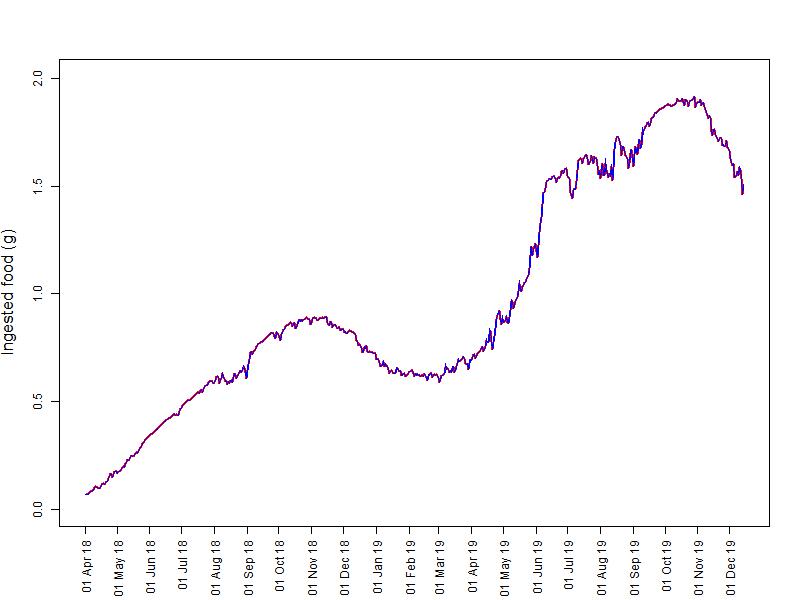 Ingested food (g)
2.0
1.5
1.0
0.5
0.0
01 Apr 18
01 May 18
01 Jun 18
01 Jul 18
01 Aug 18
01 Sep 18
01 Oct 18
01 Nov 18
01 Dec 18
01 Jan 19
01 Feb 19
01 Mar 19
01 Apr 19
01 May 19
01 Jun 19
01 Jul 19
01 Aug 19
01 Sep 19
01 Oct 19
01 Nov 19
01 Dec 19